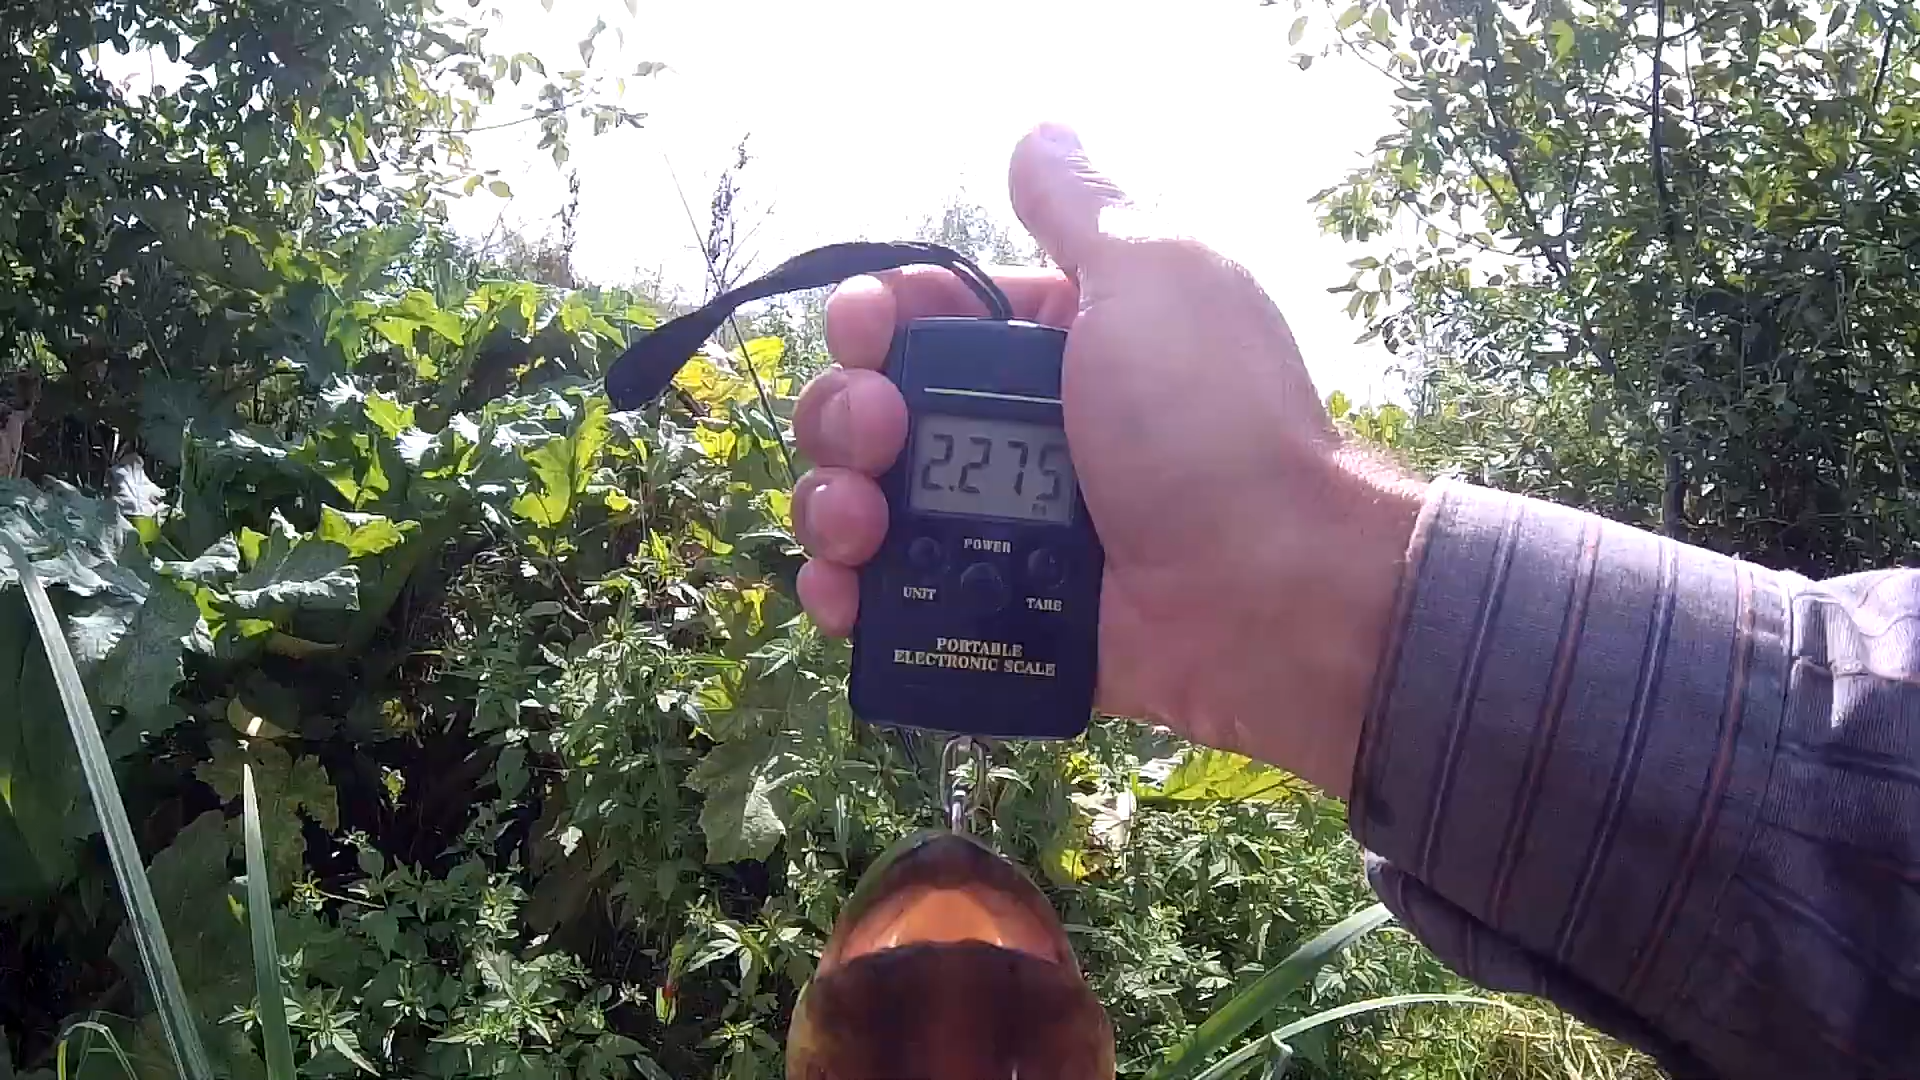 2.275
POWER
UNIT
TARE
PORTABLE
ELECTRONIC SCALE